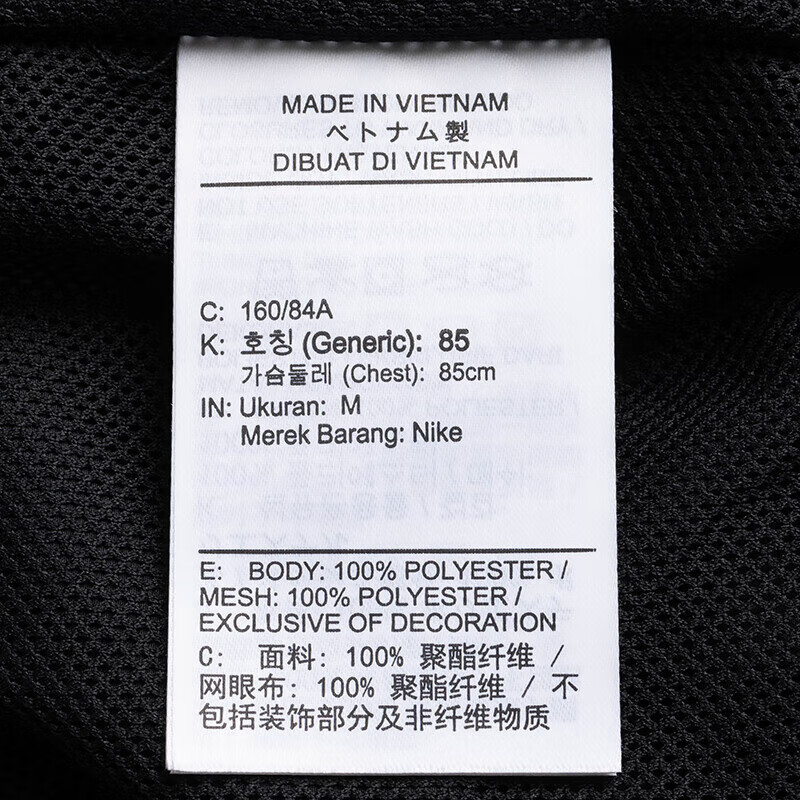 MADE IN VIETNAM
ベトナム製
DIBUAT DI VIETNAM
C: 160/84A
K: 호칭 (Generic): 85
가슴둘레 (Chest): 85cm
IN: Ukuran: M
Merek Barang: Nike
E: BODY: 100% POLYESTER /
MESH: 100% POLYESTER /
EXCLUSIVE OF DECORATION
C: 面料: 100% 聚酯纤维 /
网眼布: 100% 聚酯纤维 / 不
包括装饰部分及非纤维物质